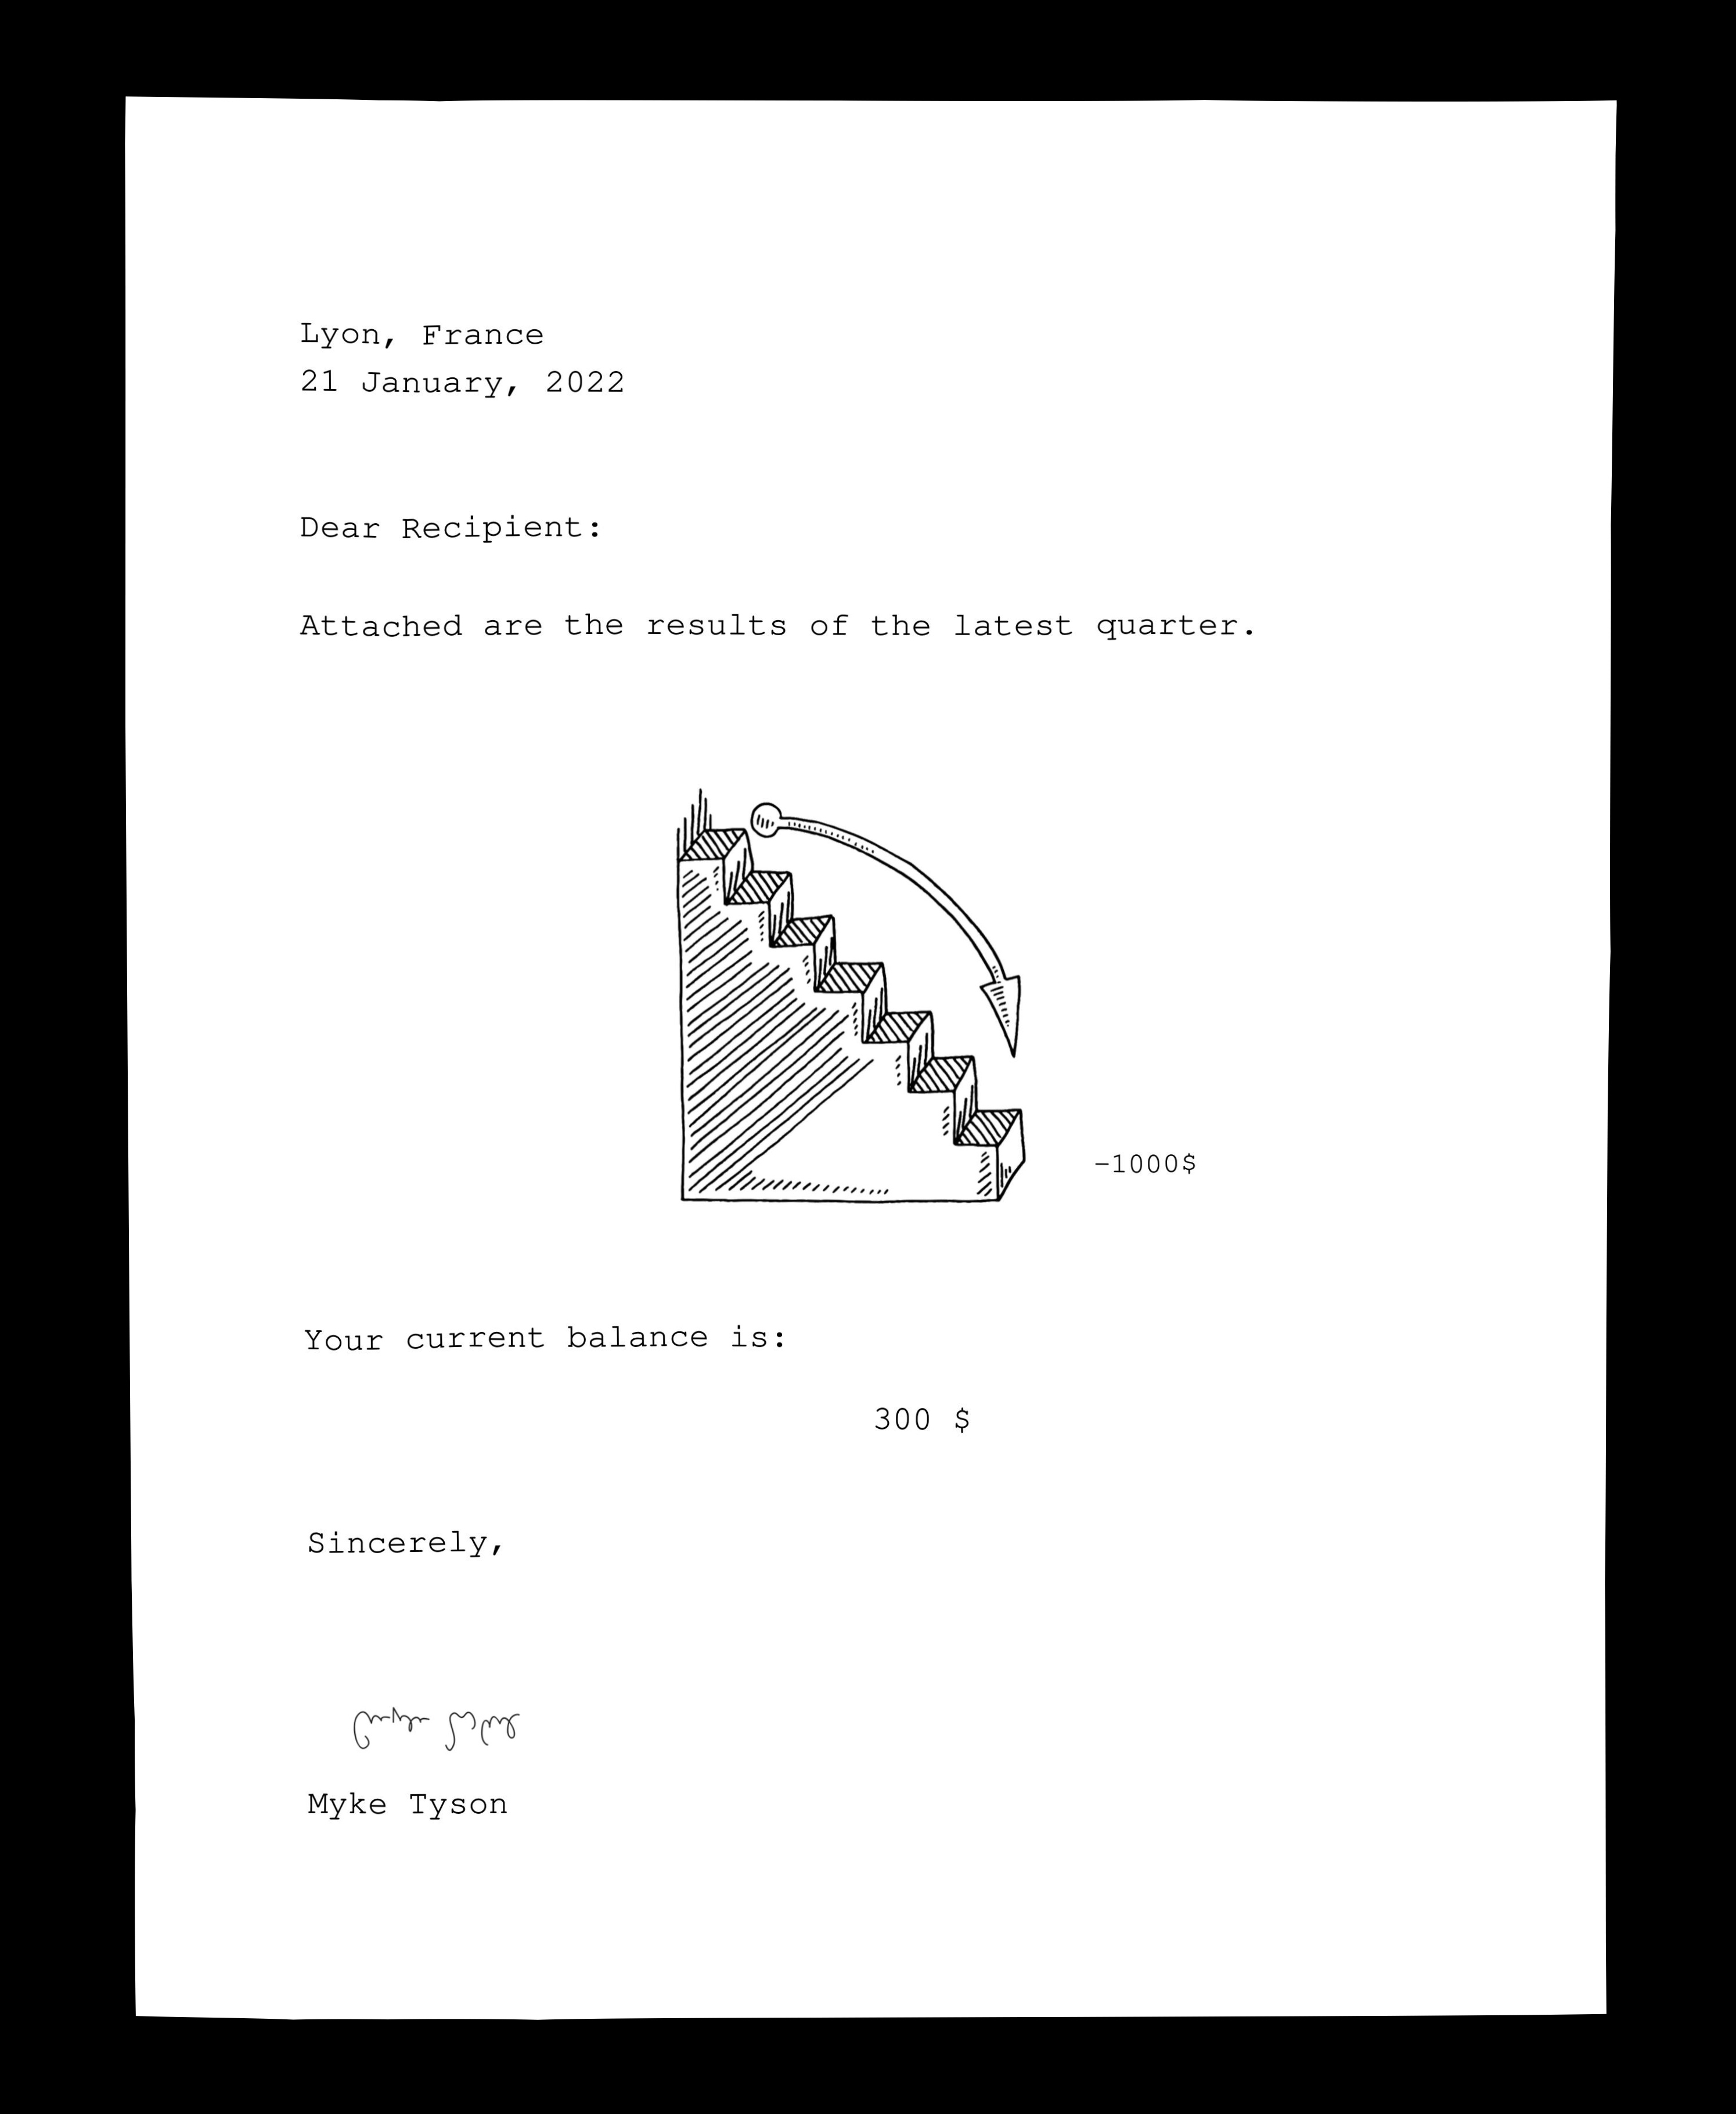 Lyon, France
21 January, 2022
Dear Recipient:
Attached are the results of the latest quarter.
-1000$
Your current balance is:
300 $
Sincerely,
Myke Tyson